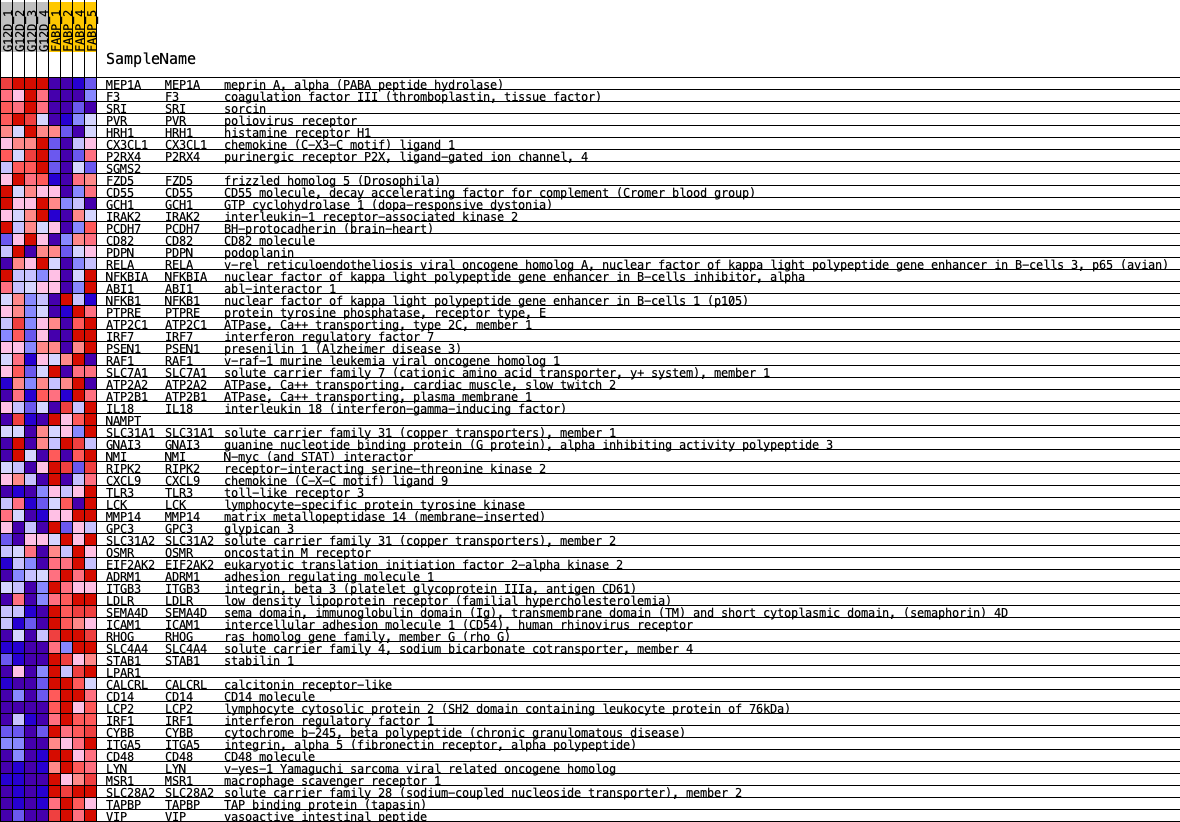 G12D_1 G12D_2 G12D_3 G12D_4 FABP_1 FABP_2 FABP_4 FABP_5
SampleName
MEP1A MEP1A meprin A, alpha (PABA peptide hydrolase)
F3 F3 coagulation factor III (thromboplastin, tissue factor)
SRI SRI sorcin
PVR PVR poliovirus receptor
HRH1 HRH1 histamine receptor H1
CX3CL1 CX3CL1 chemokine (C-X3-C motif) ligand 1
P2RX4 P2RX4 purinergic receptor P2X, ligand-gated ion channel, 4
SGMS2
FZD5 FZD5 frizzled homolog 5 (Drosophila)
CD55 CD55 CD55 molecule, decay accelerating factor for complement (Cromer blood group)
GCH1 GCH1 GTP cyclohydrolase 1 (dopa-responsive dystonia)
IRAK2 IRAK2 interleukin-1 receptor-associated kinase 2
PCDH7 PCDH7 BH-protocadherin (brain-heart)
CD82 CD82 CD82 molecule
PDPN PDPN podoplanin
RELA RELA v-rel reticuloendotheliosis viral oncogene homolog A, nuclear factor of kappa light polypeptide gene enhancer in B-cells 3, p65 (avian)
NFKBIA NFKBIA nuclear factor of kappa light polypeptide gene enhancer in B-cells inhibitor, alpha
ABI1 ABI1 abl-interactor 1
NFKB1 NFKB1 nuclear factor of kappa light polypeptide gene enhancer in B-cells 1 (p105)
PTPRE PTPRE protein tyrosine phosphatase, receptor type, E
ATP2C1 ATP2C1 ATPase, Ca++ transporting, type 2C, member 1
IRF7 IRF7 interferon regulatory factor 7
PSEN1 PSEN1 presenilin 1 (Alzheimer disease 3)
RAF1 RAF1 v-raf-1 murine leukemia viral oncogene homolog 1
SLC7A1 SLC7A1 solute carrier family 7 (cationic amino acid transporter, y+ system), member 1
ATP2A2 ATP2A2 ATPase, Ca++ transporting, cardiac muscle, slow twitch 2
ATP2B1 ATP2B1 ATPase, Ca++ transporting, plasma membrane 1
IL18 IL18 interleukin 18 (interferon-gamma-inducing factor)
NAMPT
SLC31A1 SLC31A1 solute carrier family 31 (copper transporters), member 1
GNAI3 GNAI3 guanine nucleotide binding protein (G protein), alpha inhibiting activity polypeptide 3
NMI NMI N-myc (and STAT) interactor
RIPK2 RIPK2 receptor-interacting serine-threonine kinase 2
CXCL9 CXCL9 chemokine (C-X-C motif) ligand 9
TLR3 TLR3 toll-like receptor 3
LCK LCK lymphocyte-specific protein tyrosine kinase
MMP14 MMP14 matrix metallopeptidase 14 (membrane-inserted)
GPC3 GPC3 glypican 3
SLC31A2 SLC31A2 solute carrier family 31 (copper transporters), member 2
OSMR OSMR oncostatin M receptor
EIF2AK2 EIF2AK2 eukaryotic translation initiation factor 2-alpha kinase 2
ADRM1 ADRM1 adhesion regulating molecule 1
ITGB3 ITGB3 integrin, beta 3 (platelet glycoprotein IIIa, antigen CD61)
LDLR LDLR low density lipoprotein receptor (familial hypercholesterolemia)
SEMA4D SEMA4D sema domain, immunoglobulin domain (Ig), transmembrane domain (TM) and short cytoplasmic domain, (semaphorin) 4D
ICAM1 ICAM1 intercellular adhesion molecule 1 (CD54), human rhinovirus receptor
RHOG RHOG ras homolog gene family, member G (rho G)
SLC4A4 SLC4A4 solute carrier family 4, sodium bicarbonate cotransporter, member 4
STAB1 STAB1 stabilin 1
LPAR1
CALCRL CALCRL calcitonin receptor-like
CD14 CD14 CD14 molecule
LCP2 LCP2 lymphocyte cytosolic protein 2 (SH2 domain containing leukocyte protein of 76kDa)
IRF1 IRF1 interferon regulatory factor 1
CYBB CYBB cytochrome b-245, beta polypeptide (chronic granulomatous disease)
ITGA5 ITGA5 integrin, alpha 5 (fibronectin receptor, alpha polypeptide)
CD48 CD48 CD48 molecule
LYN LYN v-yes-1 Yamaguchi sarcoma viral related oncogene homolog
MSR1 MSR1 macrophage scavenger receptor 1
SLC28A2 SLC28A2 solute carrier family 28 (sodium-coupled nucleoside transporter), member 2
TAPBP TAPBP TAP binding protein (tapasin)
VIP VIP vasoactive intestinal peptide